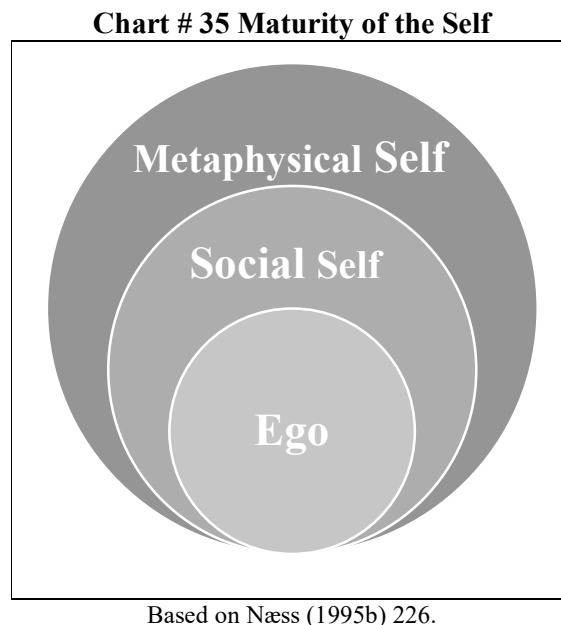 Chart # 35 Maturity of the Self
Metaphysical Self
Social Self
Ego
Based on Næss (1995b) 226.